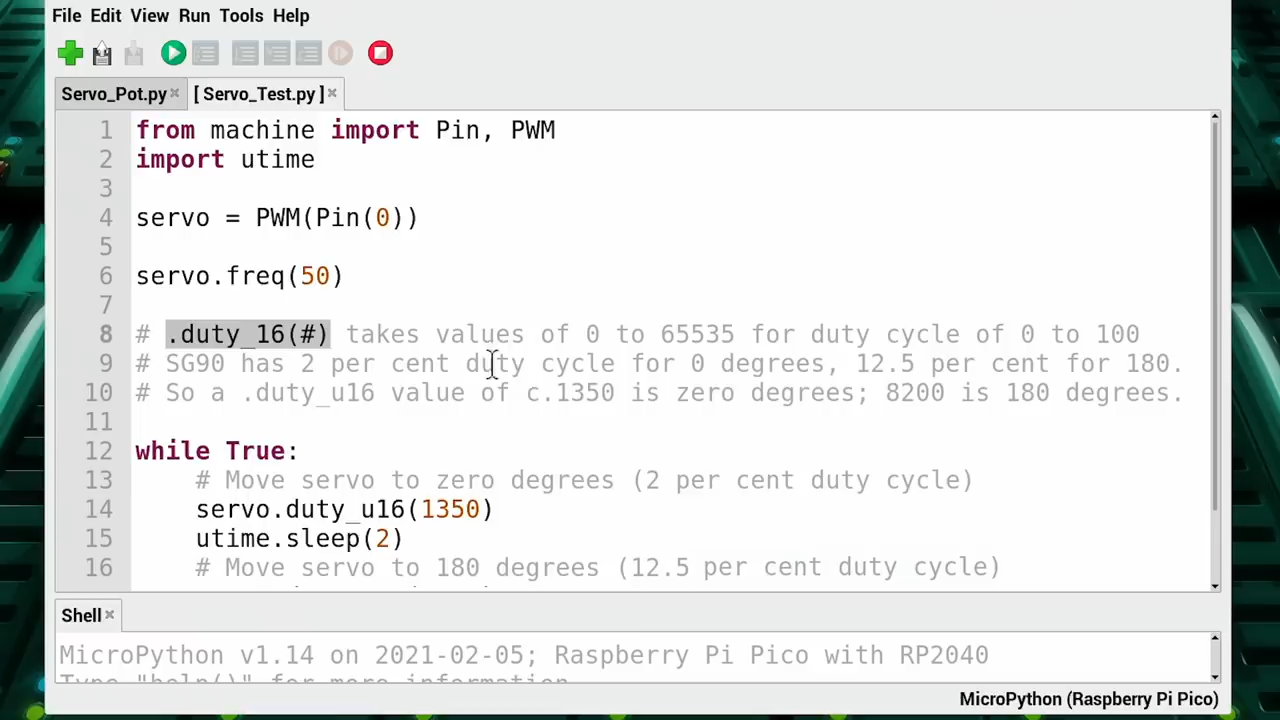 File Edit View Run Tools Help
Servo_Pot.py [ Servo_Test.py ]
1 from machine import Pin, PWM
2 import utime
3
4 servo = PWM(Pin(0))
5
6 servo.freq(50)
7
8 # .duty_16(#) takes values of 0 to 65535 for duty cycle of 0 to 100
9 # SG90 has 2 per cent duty cycle for 0 degrees, 12.5 per cent for 180.
10 # So a .duty_u16 value of c.1350 is zero degrees; 8200 is 180 degrees.
11
12 while True:
13 # Move servo to zero degrees (2 per cent duty cycle)
14 servo.duty_u16(1350)
15 utime.sleep(2)
16 # Move servo to 180 degrees (12.5 per cent duty cycle)
Shell
MicroPython v1.14 on 2021-02-05; Raspberry Pi Pico with RP2040
Type "help()" for more information
MicroPython (Raspberry Pi Pico)